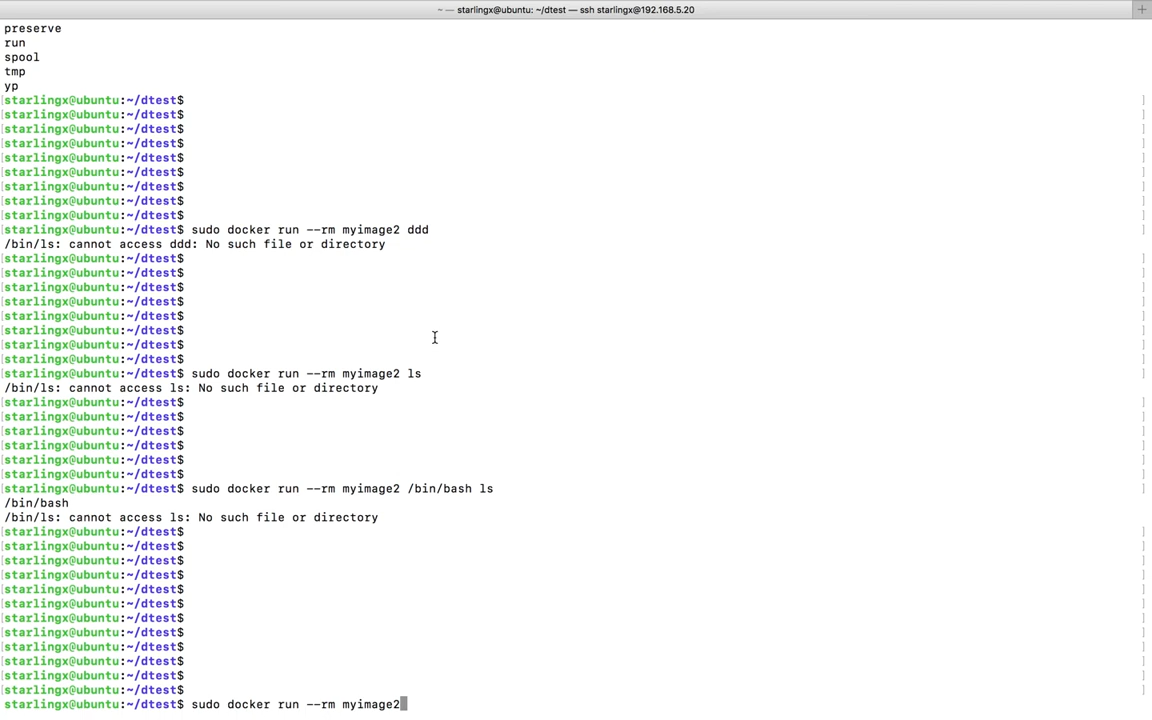 ~ — starlingx@ubuntu: ~/dtest — ssh starlingx@192.168.5.20
preserve
run
spool
tmp
yp
[starlingx@ubuntu:~/dtest$ ]
[starlingx@ubuntu:~/dtest$ ]
[starlingx@ubuntu:~/dtest$ ]
[starlingx@ubuntu:~/dtest$ ]
[starlingx@ubuntu:~/dtest$ ]
[starlingx@ubuntu:~/dtest$ ]
[starlingx@ubuntu:~/dtest$ ]
[starlingx@ubuntu:~/dtest$ ]
[starlingx@ubuntu:~/dtest$ ]
[starlingx@ubuntu:~/dtest$ sudo docker run --rm myimage2 ddd ]
/bin/ls: cannot access ddd: No such file or directory
[starlingx@ubuntu:~/dtest$ ]
[starlingx@ubuntu:~/dtest$ ]
[starlingx@ubuntu:~/dtest$ ]
[starlingx@ubuntu:~/dtest$ ]
[starlingx@ubuntu:~/dtest$ ]
[starlingx@ubuntu:~/dtest$ ]
[starlingx@ubuntu:~/dtest$ ]
[starlingx@ubuntu:~/dtest$ ]
[starlingx@ubuntu:~/dtest$ sudo docker run --rm myimage2 ls ]
/bin/ls: cannot access ls: No such file or directory
[starlingx@ubuntu:~/dtest$ ]
[starlingx@ubuntu:~/dtest$ ]
[starlingx@ubuntu:~/dtest$ ]
[starlingx@ubuntu:~/dtest$ ]
[starlingx@ubuntu:~/dtest$ ]
[starlingx@ubuntu:~/dtest$ ]
[starlingx@ubuntu:~/dtest$ sudo docker run --rm myimage2 /bin/bash ls ]
/bin/bash
/bin/ls: cannot access ls: No such file or directory
[starlingx@ubuntu:~/dtest$ ]
[starlingx@ubuntu:~/dtest$ ]
[starlingx@ubuntu:~/dtest$ ]
[starlingx@ubuntu:~/dtest$ ]
[starlingx@ubuntu:~/dtest$ ]
[starlingx@ubuntu:~/dtest$ ]
[starlingx@ubuntu:~/dtest$ ]
[starlingx@ubuntu:~/dtest$ ]
[starlingx@ubuntu:~/dtest$ ]
[starlingx@ubuntu:~/dtest$ ]
[starlingx@ubuntu:~/dtest$ ]
[starlingx@ubuntu:~/dtest$ ]
starlingx@ubuntu:~/dtest$ sudo docker run --rm myimage2